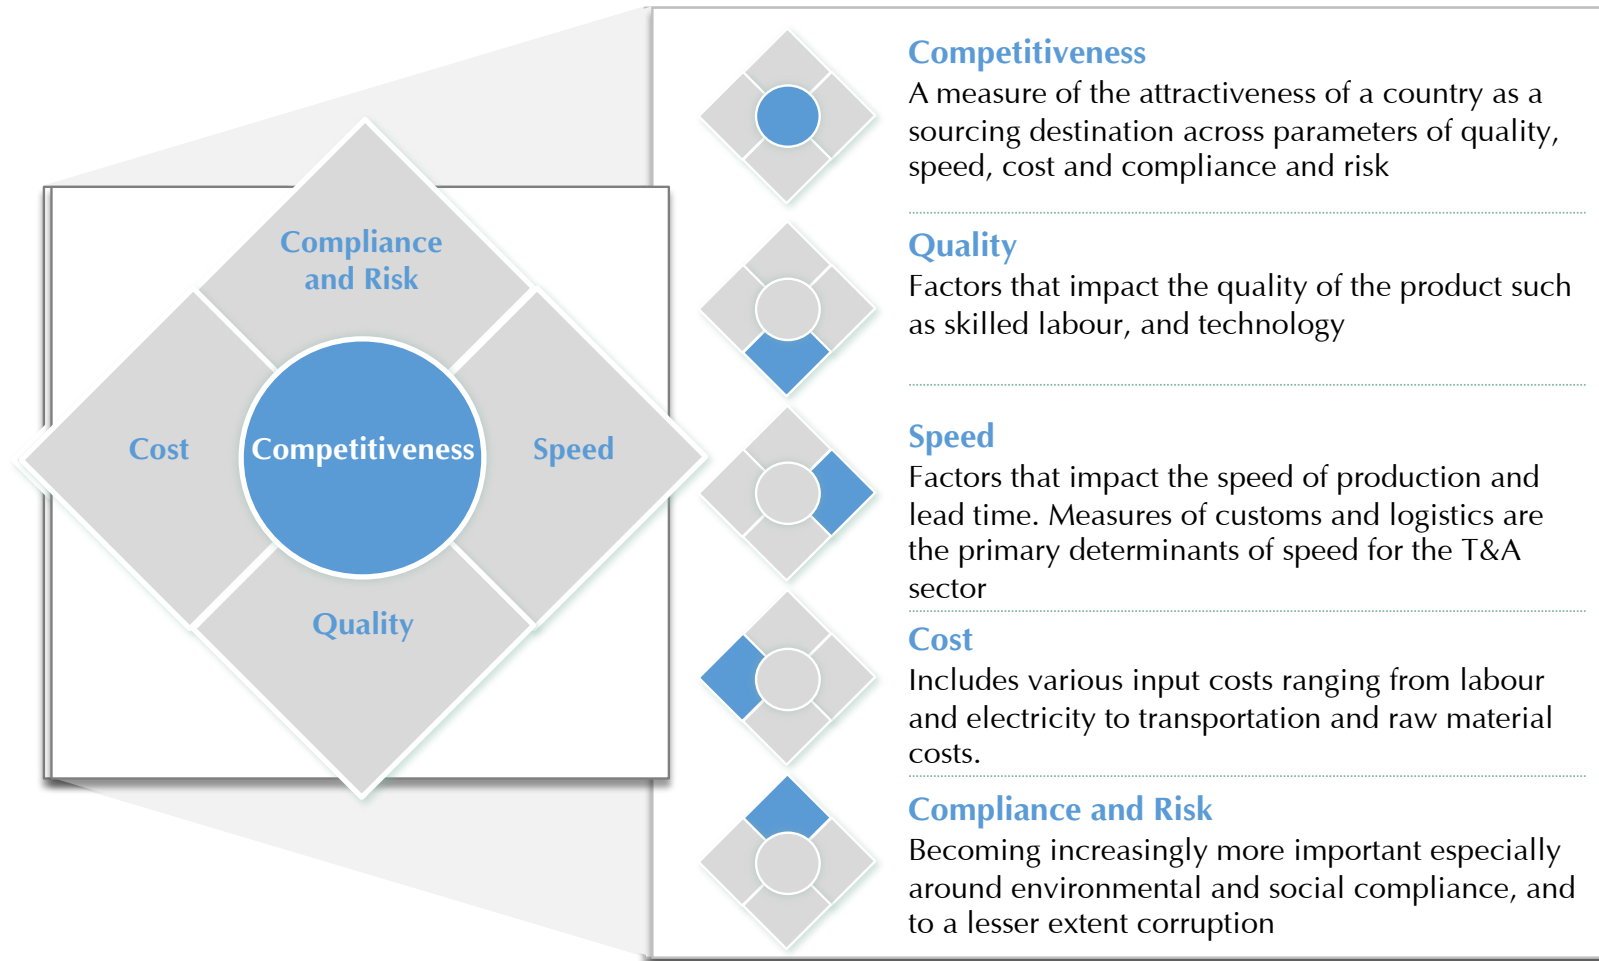 Compliance
and Risk
Cost
Competitiveness
Speed
Quality
Competitiveness
A measure of the attractiveness of a country as a
sourcing destination across parameters of quality,
speed, cost and compliance and risk
Quality
Factors that impact the quality of the product such
as skilled labour, and technology
Speed
Factors that impact the speed of production and
lead time. Measures of customs and logistics are
the primary determinants of speed for the T&A
sector
Cost
Includes various input costs ranging from labour
and electricity to transportation and raw material
costs.
Compliance and Risk
Becoming increasingly more important especially
around environmental and social compliance, and
to a lesser extent corruption